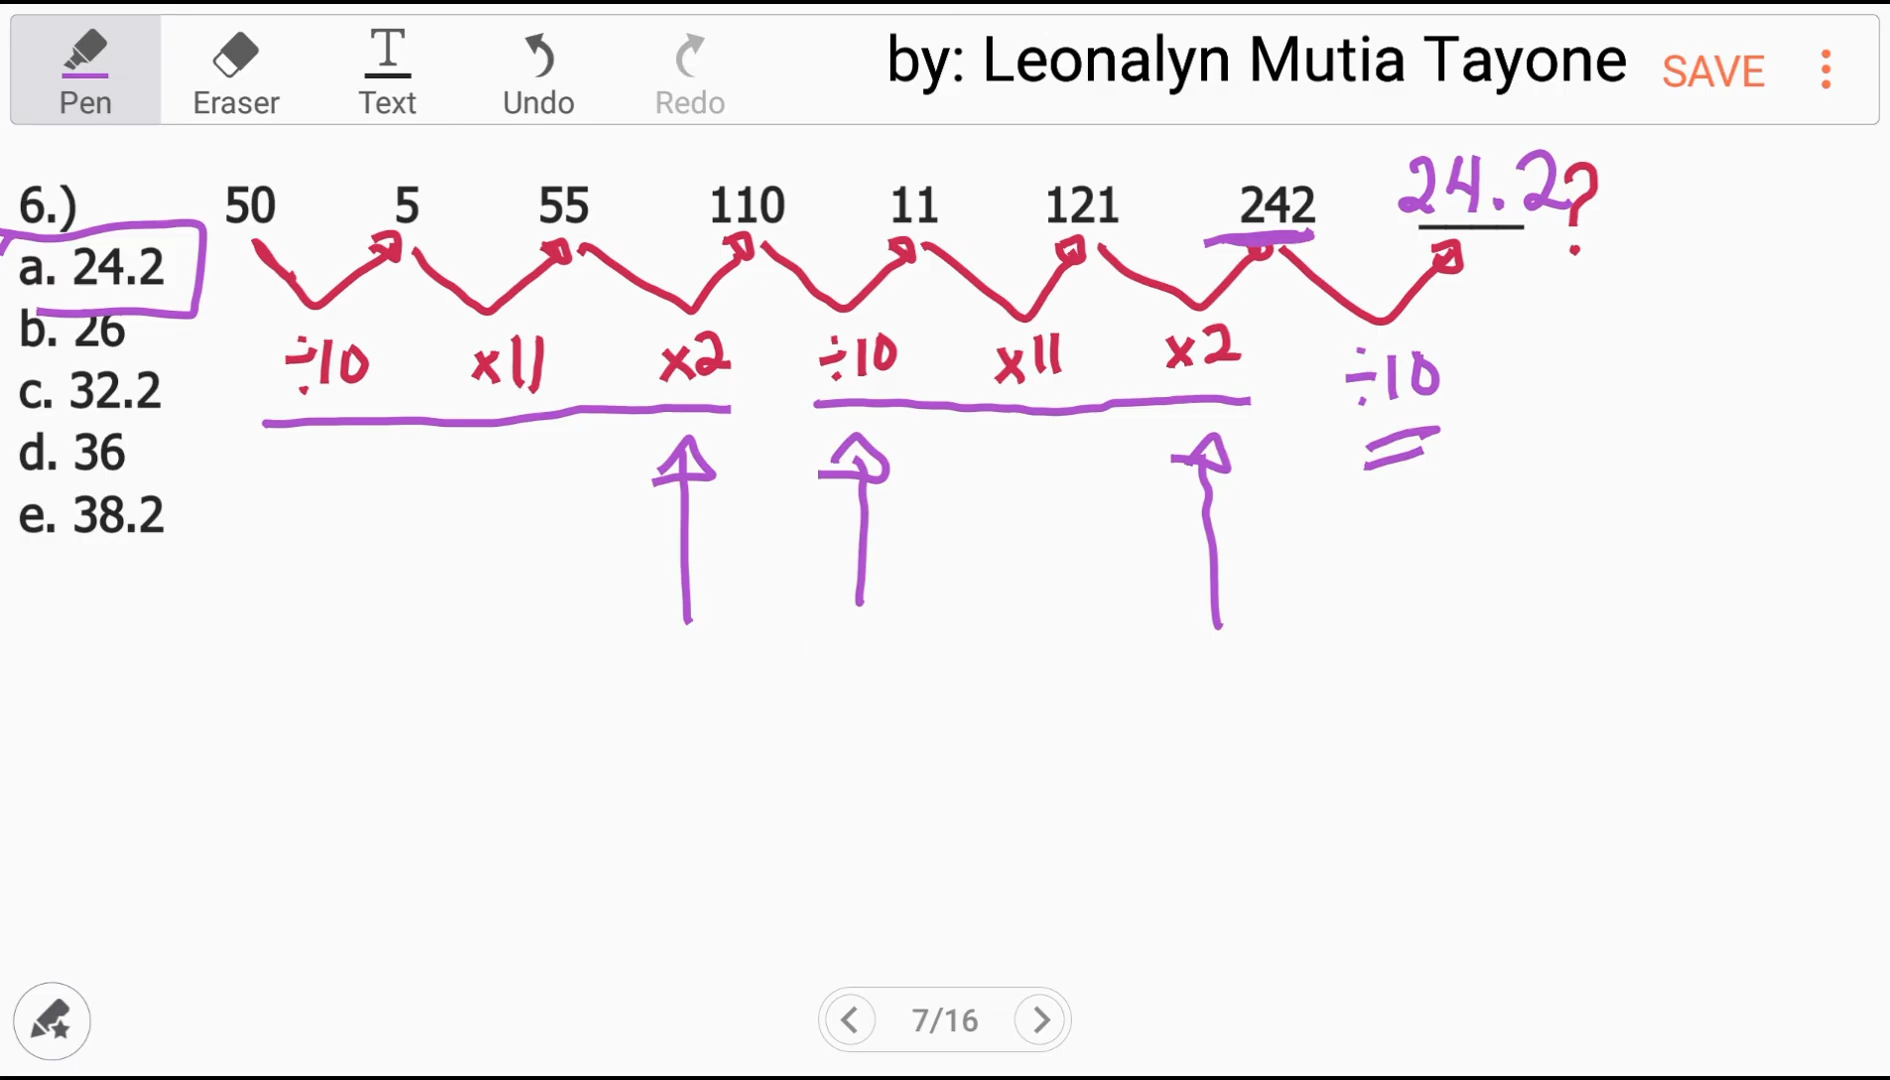 Pen Eraser Text Undo Redo by: Leonalyn Mutia Tayone SAVE
24.2?
6.) 50 5 55 110 11 121 242 ____
a. 24.2
b. 26
c. 32.2
d. 36
e. 38.2
÷10 x11 x2 ÷10 x11 x2 ÷10
7/16